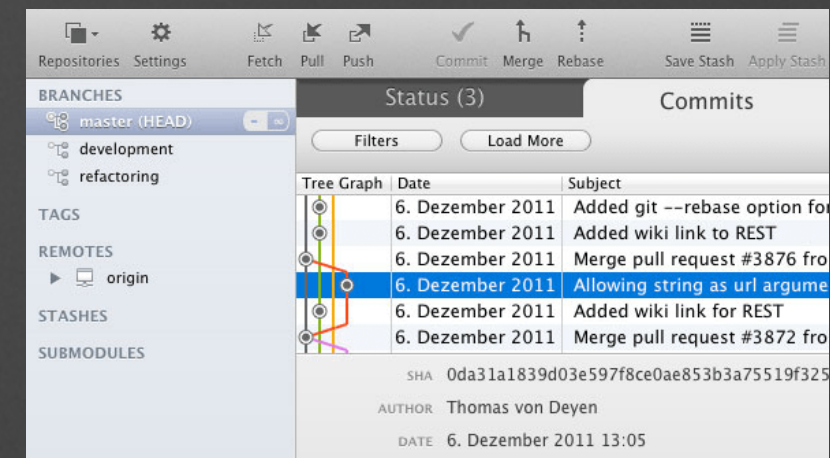 Repositories Settings Fetch Pull Push Commit Merge Rebase Save Stash Apply Stash
BRANCHES
master (HEAD)
development
refactoring
TAGS
REMOTES
origin
STASHES
SUBMODULES
Status (3) Commits
Filters Load More
Tree Graph Date Subject
6. Dezember 2011 Added git --rebase option for
6. Dezember 2011 Added wiki link to REST
6. Dezember 2011 Merge pull request #3876 fro
6. Dezember 2011 Allowing string as url argume
6. Dezember 2011 Added wiki link for REST
6. Dezember 2011 Merge pull request #3872 fro
SHA 0da31a1839d03e597f8ce0ae853b3a75519f325
AUTHOR Thomas von Deyen
DATE 6. Dezember 2011 13:05